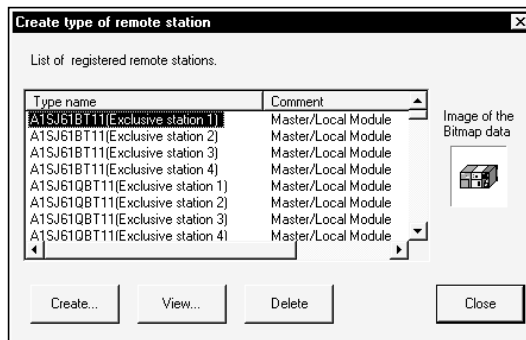 Create type of remote station
List of registered remote stations.
Type name Comment
A1SJ61BT11(Exclusive station 1) Master/Local Module
A1SJ61BT11(Exclusive station 2) Master/Local Module
A1SJ61BT11(Exclusive station 3) Master/Local Module
A1SJ61BT11(Exclusive station 4) Master/Local Module
A1SJ61QBT11(Exclusive station 1) Master/Local Module
A1SJ61QBT11(Exclusive station 2) Master/Local Module
A1SJ61QBT11(Exclusive station 3) Master/Local Module
A1SJ61QBT11(Exclusive station 4) Master/Local Module
Image of the
Bitmap data
Create... View... Delete Close